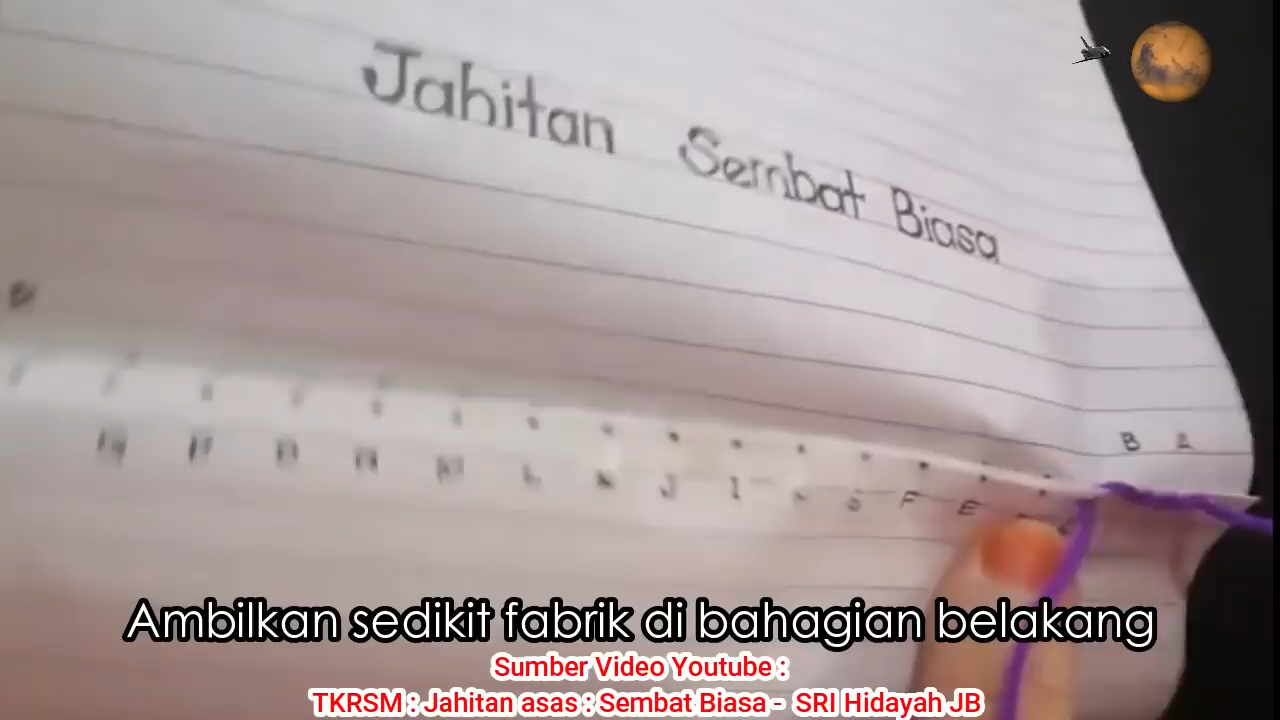 Jahitan Sembat Biasa
B A
J I F E
Ambilkan sedikit fabrik di bahagian belakang
Sumber Video Youtube :
TKRSM : Jahitan asas : Sembat Biasa - SRI Hidayah JB